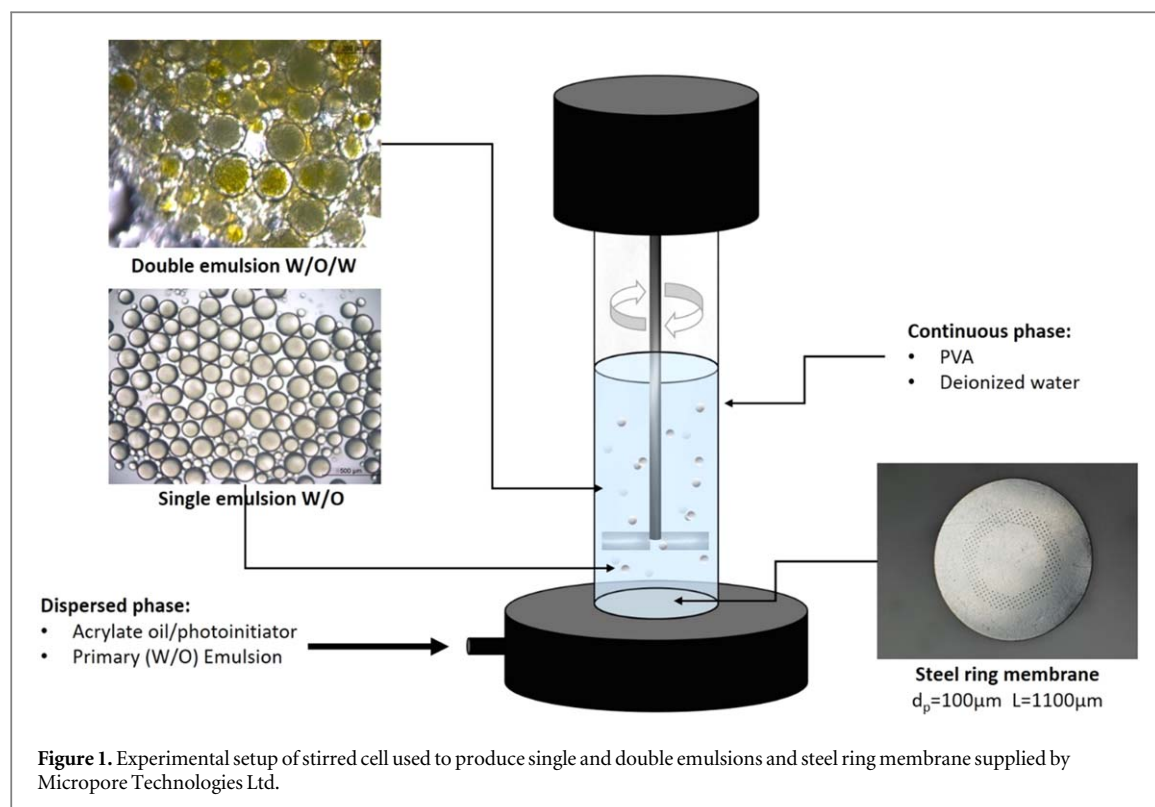 Double emulsion W/O/W
500 µm
Single emulsion W/O
Dispersed phase:
• Acrylate oil/photoinitiator
• Primary (W/O) Emulsion
Continuous phase:
• PVA
• Deionized water
Steel ring membrane
dp=100µm L=1100µm
Figure 1. Experimental setup of stirred cell used to produce single and double emulsions and steel ring membrane supplied by
Micropore Technologies Ltd.